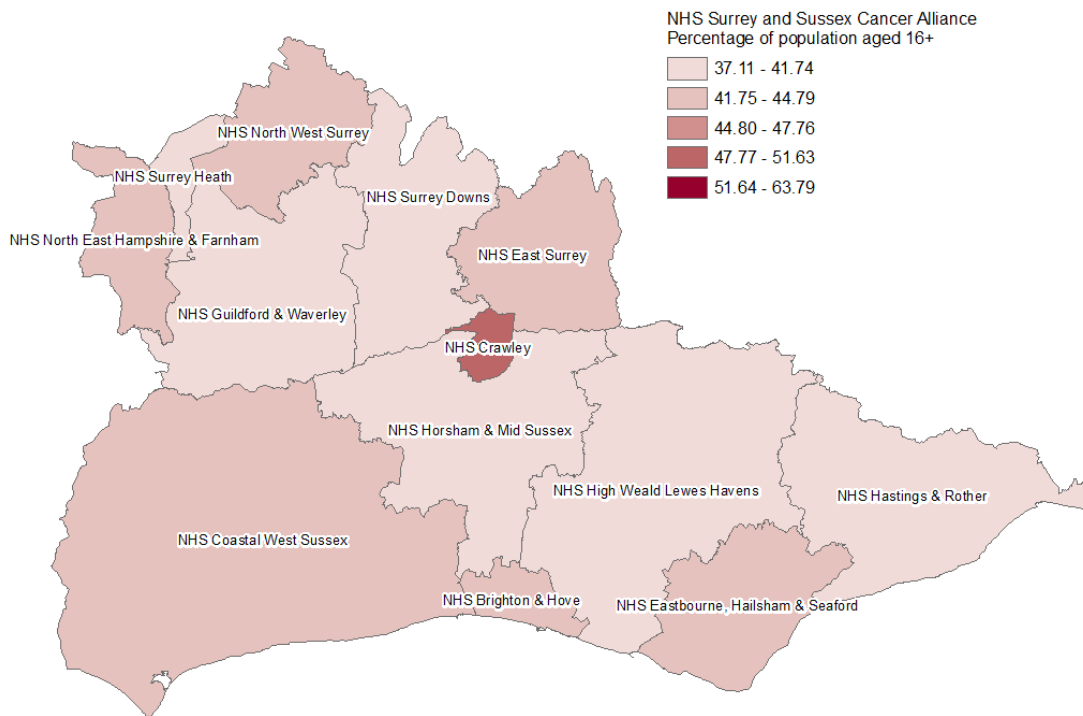 NHS Surrey and Sussex Cancer Alliance
Percentage of population aged 16+
37.11 - 41.74
41.75 - 44.79
44.80 - 47.76
47.77 - 51.63
51.64 - 63.79
NHS North West Surrey
NHS Surrey Heath
NHS Surrey Downs
NHS North East Hampshire & Farnham
NHS East Surrey
NHS Guildford & Waverley
NHS Crawley
NHS Horsham & Mid Sussex
NHS High Weald Lewes Havens
NHS Hastings & Rother
NHS Coastal West Sussex
NHS Brighton & Hove
NHS Eastbourne, Hailsham & Seaford